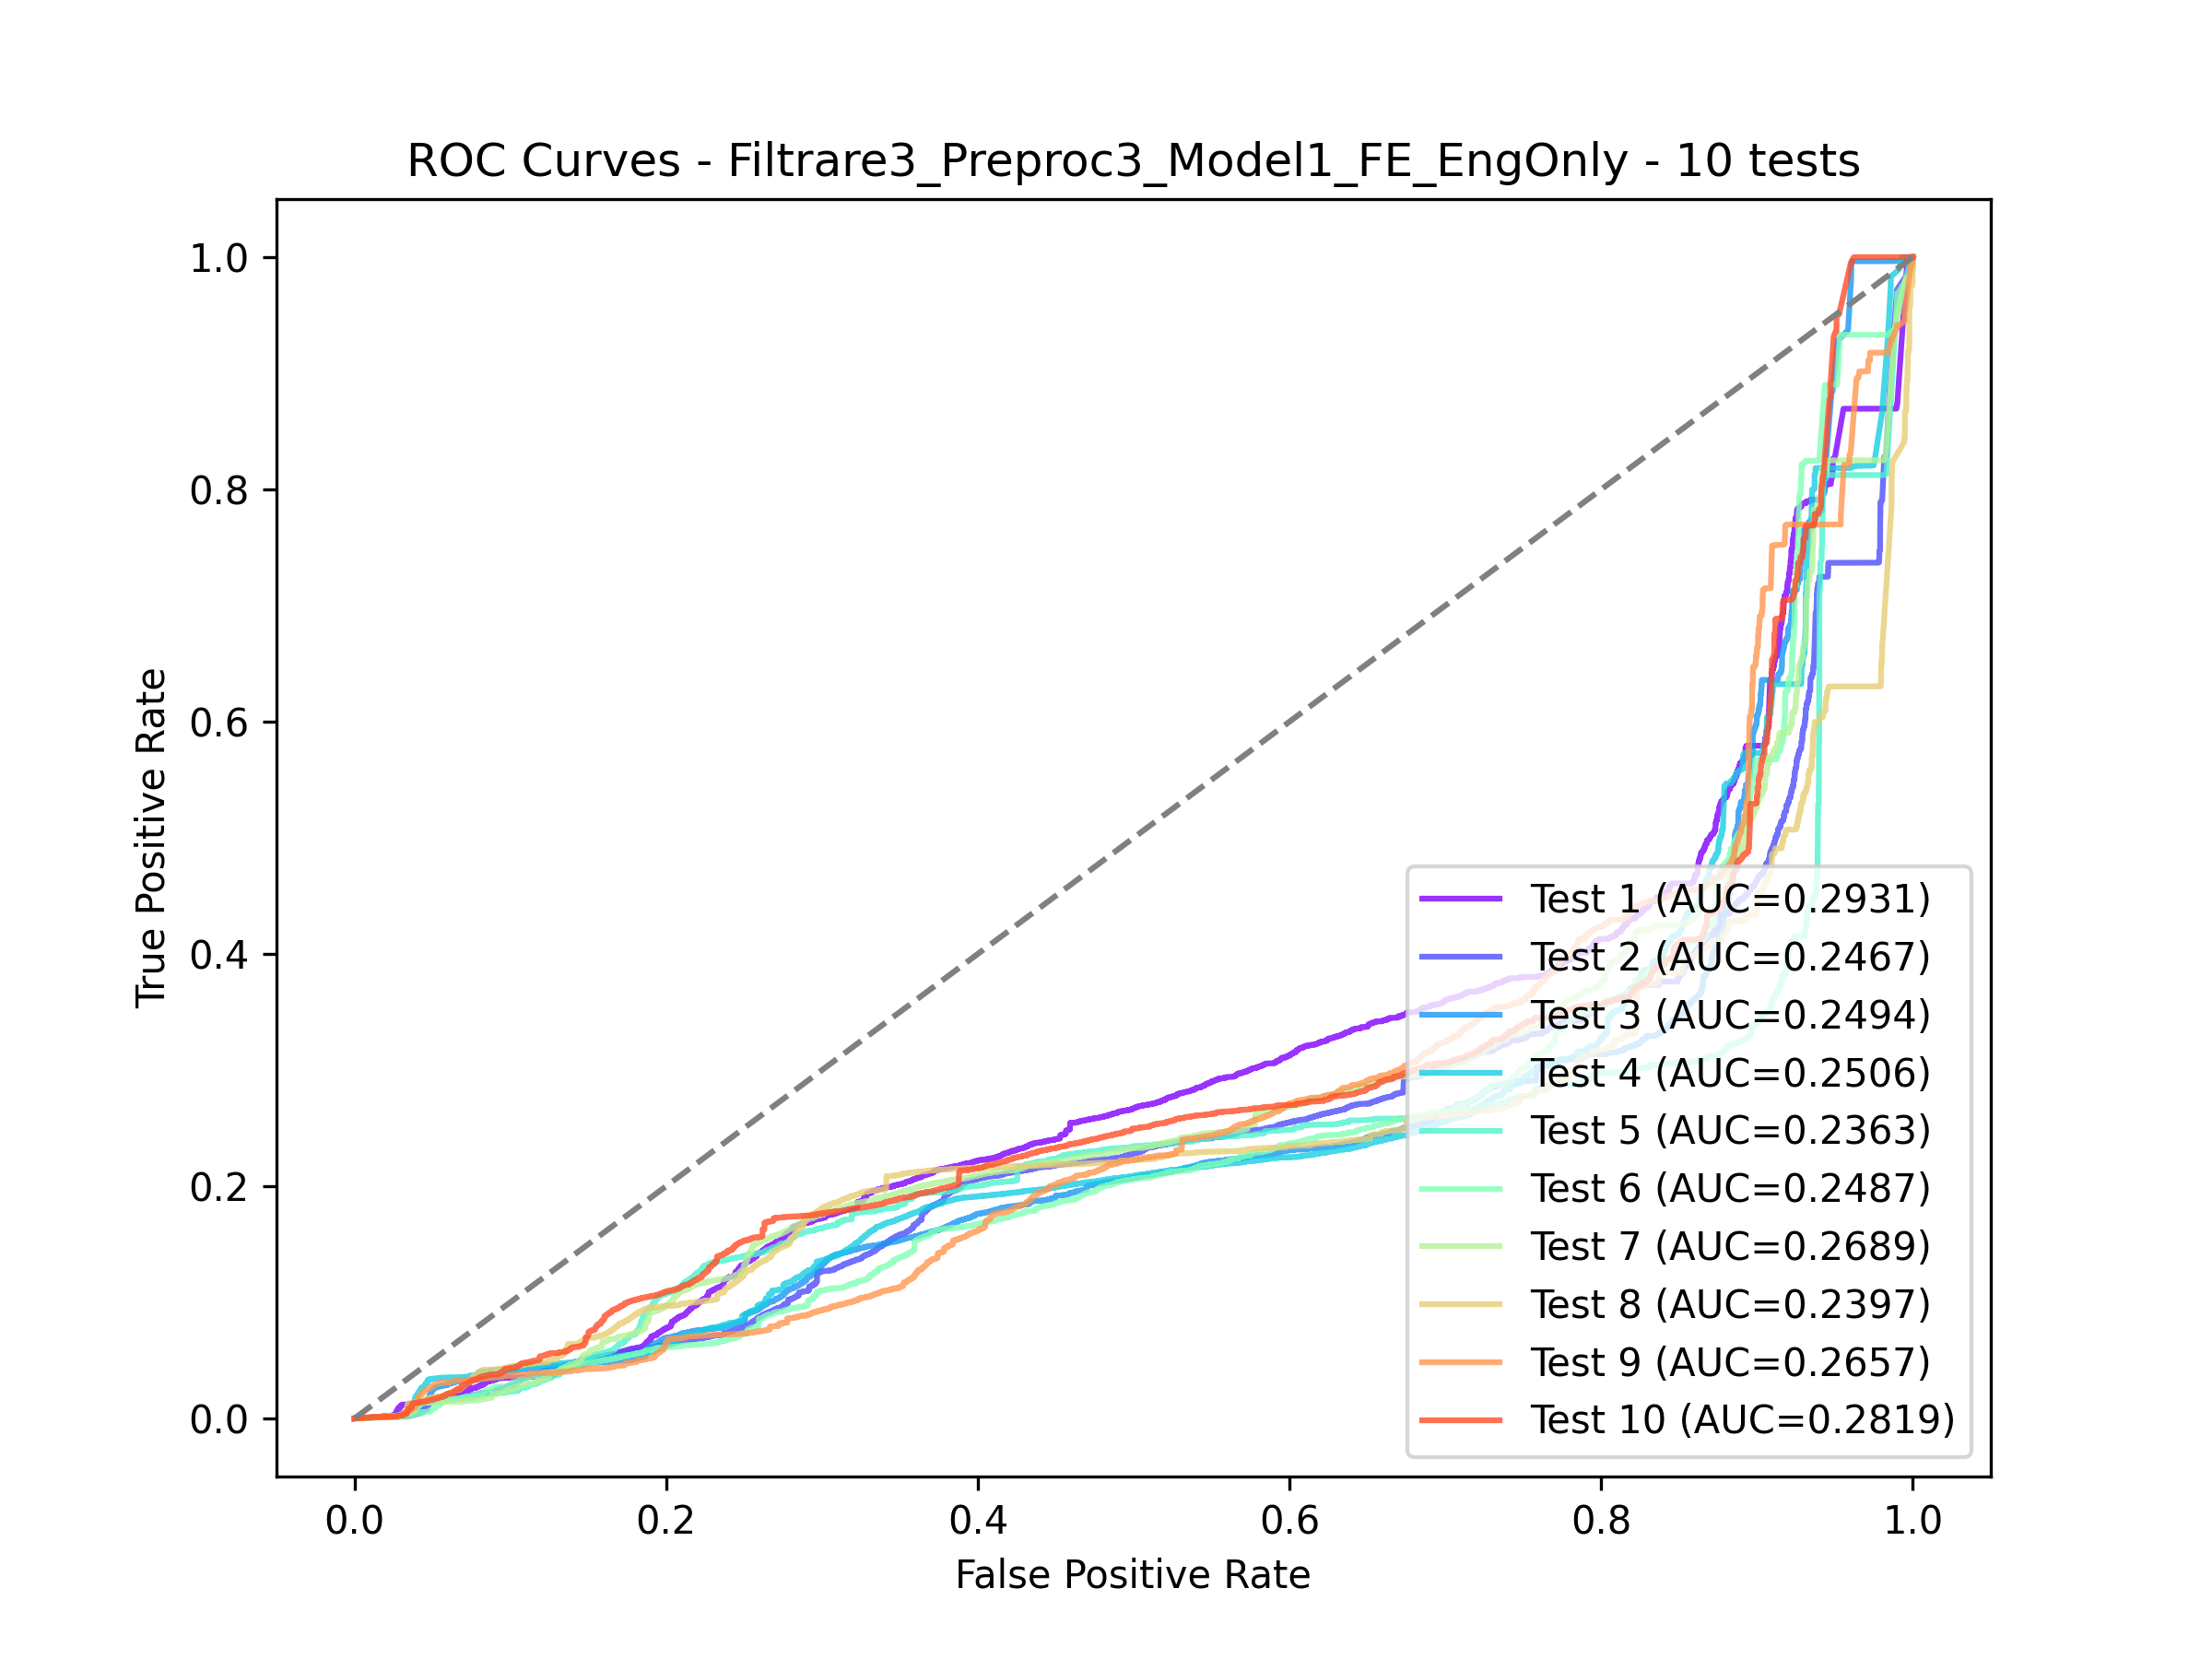 ROC Curves - Filtrare3_Preproc3_Model1_FE_EngOnly - 10 tests
True Positive Rate
1.0
0.8
0.6
0.4
0.2
0.0
Test 1 (AUC=0.2931)
Test 2 (AUC=0.2467)
Test 3 (AUC=0.2494)
Test 4 (AUC=0.2506)
Test 5 (AUC=0.2363)
Test 6 (AUC=0.2487)
Test 7 (AUC=0.2689)
Test 8 (AUC=0.2397)
Test 9 (AUC=0.2657)
Test 10 (AUC=0.2819)
0.0 0.2 0.4 0.6 0.8 1.0
False Positive Rate